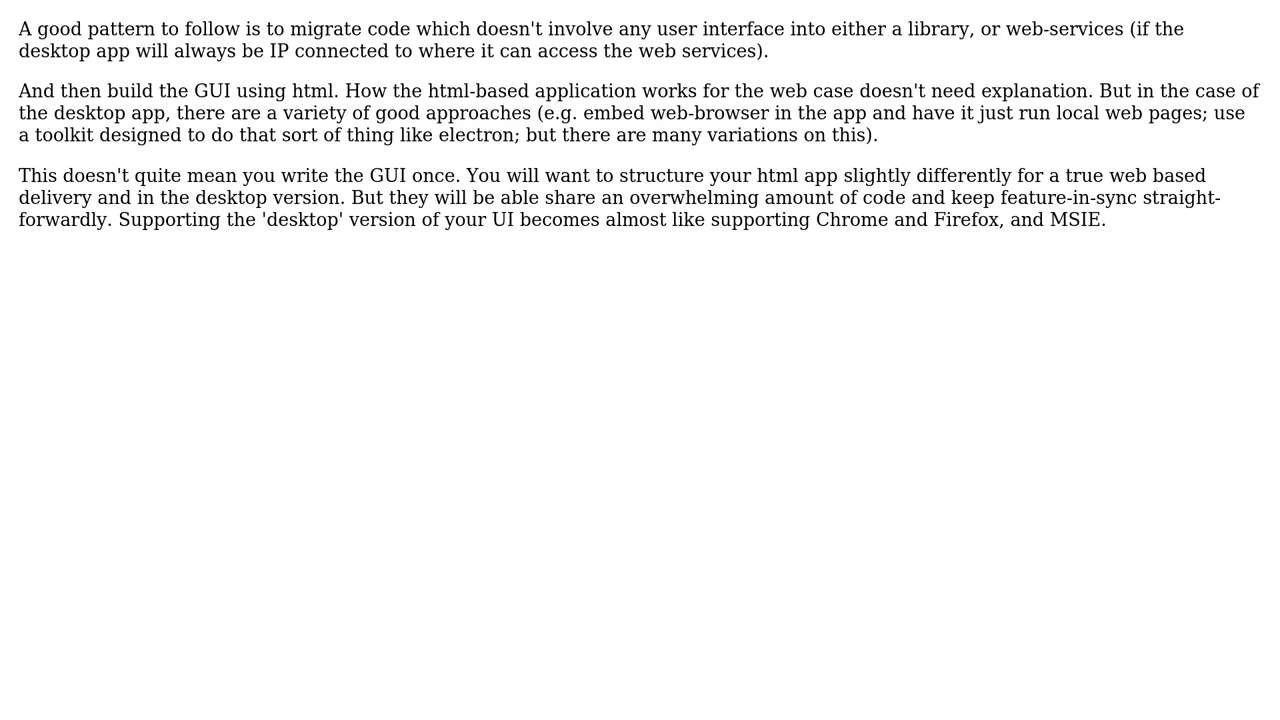 A good pattern to follow is to migrate code which doesn't involve any user interface into either a library, or web-services (if the
desktop app will always be IP connected to where it can access the web services).
And then build the GUI using html. How the html-based application works for the web case doesn't need explanation. But in the case of
the desktop app, there are a variety of good approaches (e.g. embed web-browser in the app and have it just run local web pages; use
a toolkit designed to do that sort of thing like electron; but there are many variations on this).
This doesn't quite mean you write the GUI once. You will want to structure your html app slightly differently for a true web based
delivery and in the desktop version. But they will be able share an overwhelming amount of code and keep feature-in-sync straight-
forwardly. Supporting the 'desktop' version of your UI becomes almost like supporting Chrome and Firefox, and MSIE.